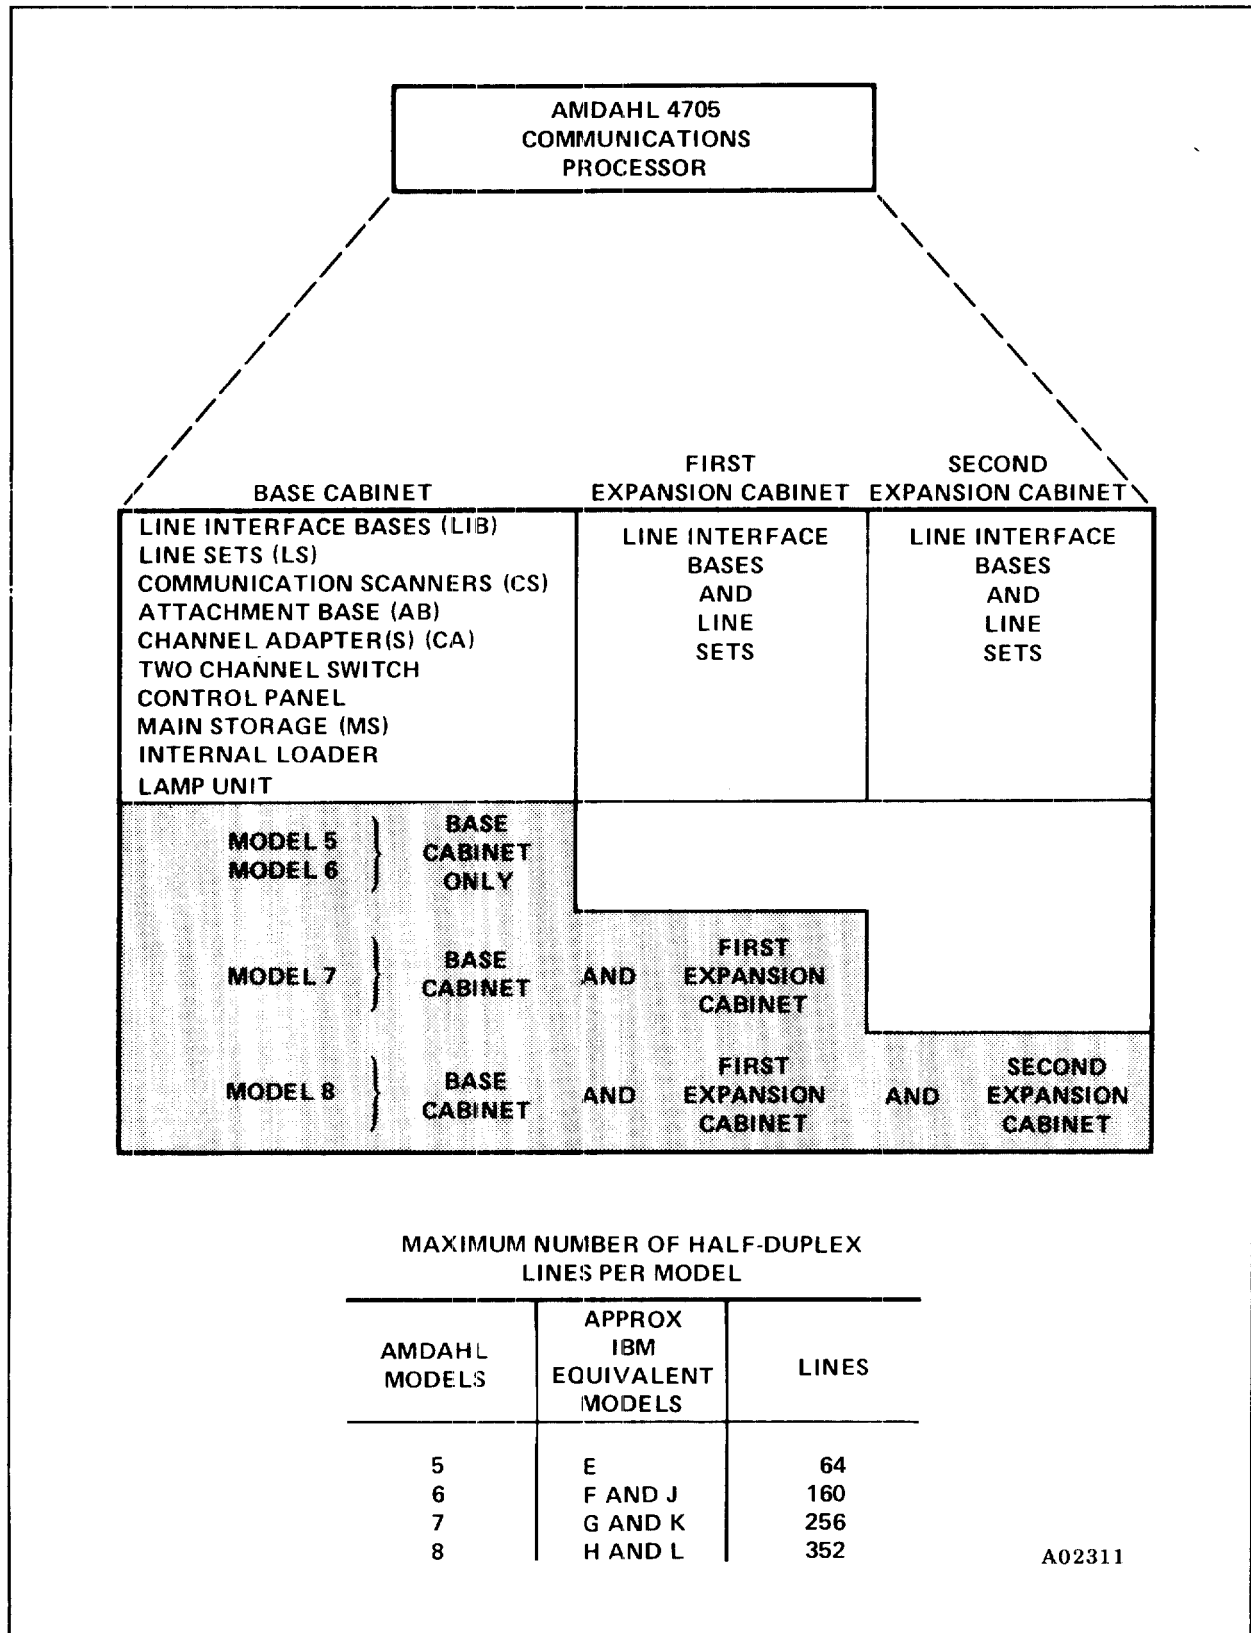 AMDAHL 4705
COMMUNICATIONS
PROCESSOR
BASE CABINET
FIRST
EXPANSION CABINET
SECOND
EXPANSION CABINET
LINE INTERFACE BASES (LIB)
LINE SETS (LS)
COMMUNICATION SCANNERS (CS)
ATTACHMENT BASE (AB)
CHANNEL ADAPTER(S) (CA)
TWO CHANNEL SWITCH
CONTROL PANEL
MAIN STORAGE (MS)
INTERNAL LOADER
LAMP UNIT
LINE INTERFACE
BASES
AND
LINE
SETS
LINE INTERFACE
BASES
AND
LINE
SETS
MODEL 5
MODEL 6
BASE
CABINET
ONLY
MODEL 7
BASE
CABINET
AND
FIRST
EXPANSION
CABINET
MODEL 8
BASE
CABINET
AND
FIRST
EXPANSION
CABINET
AND
SECOND
EXPANSION
CABINET
MAXIMUM NUMBER OF HALF-DUPLEX
LINES PER MODEL
AMDAHL
MODELS
APPROX
IBM
EQUIVALENT
MODELS
LINES
5 E 64
6 F AND J 160
7 G AND K 256
8 H AND L 352
A02311